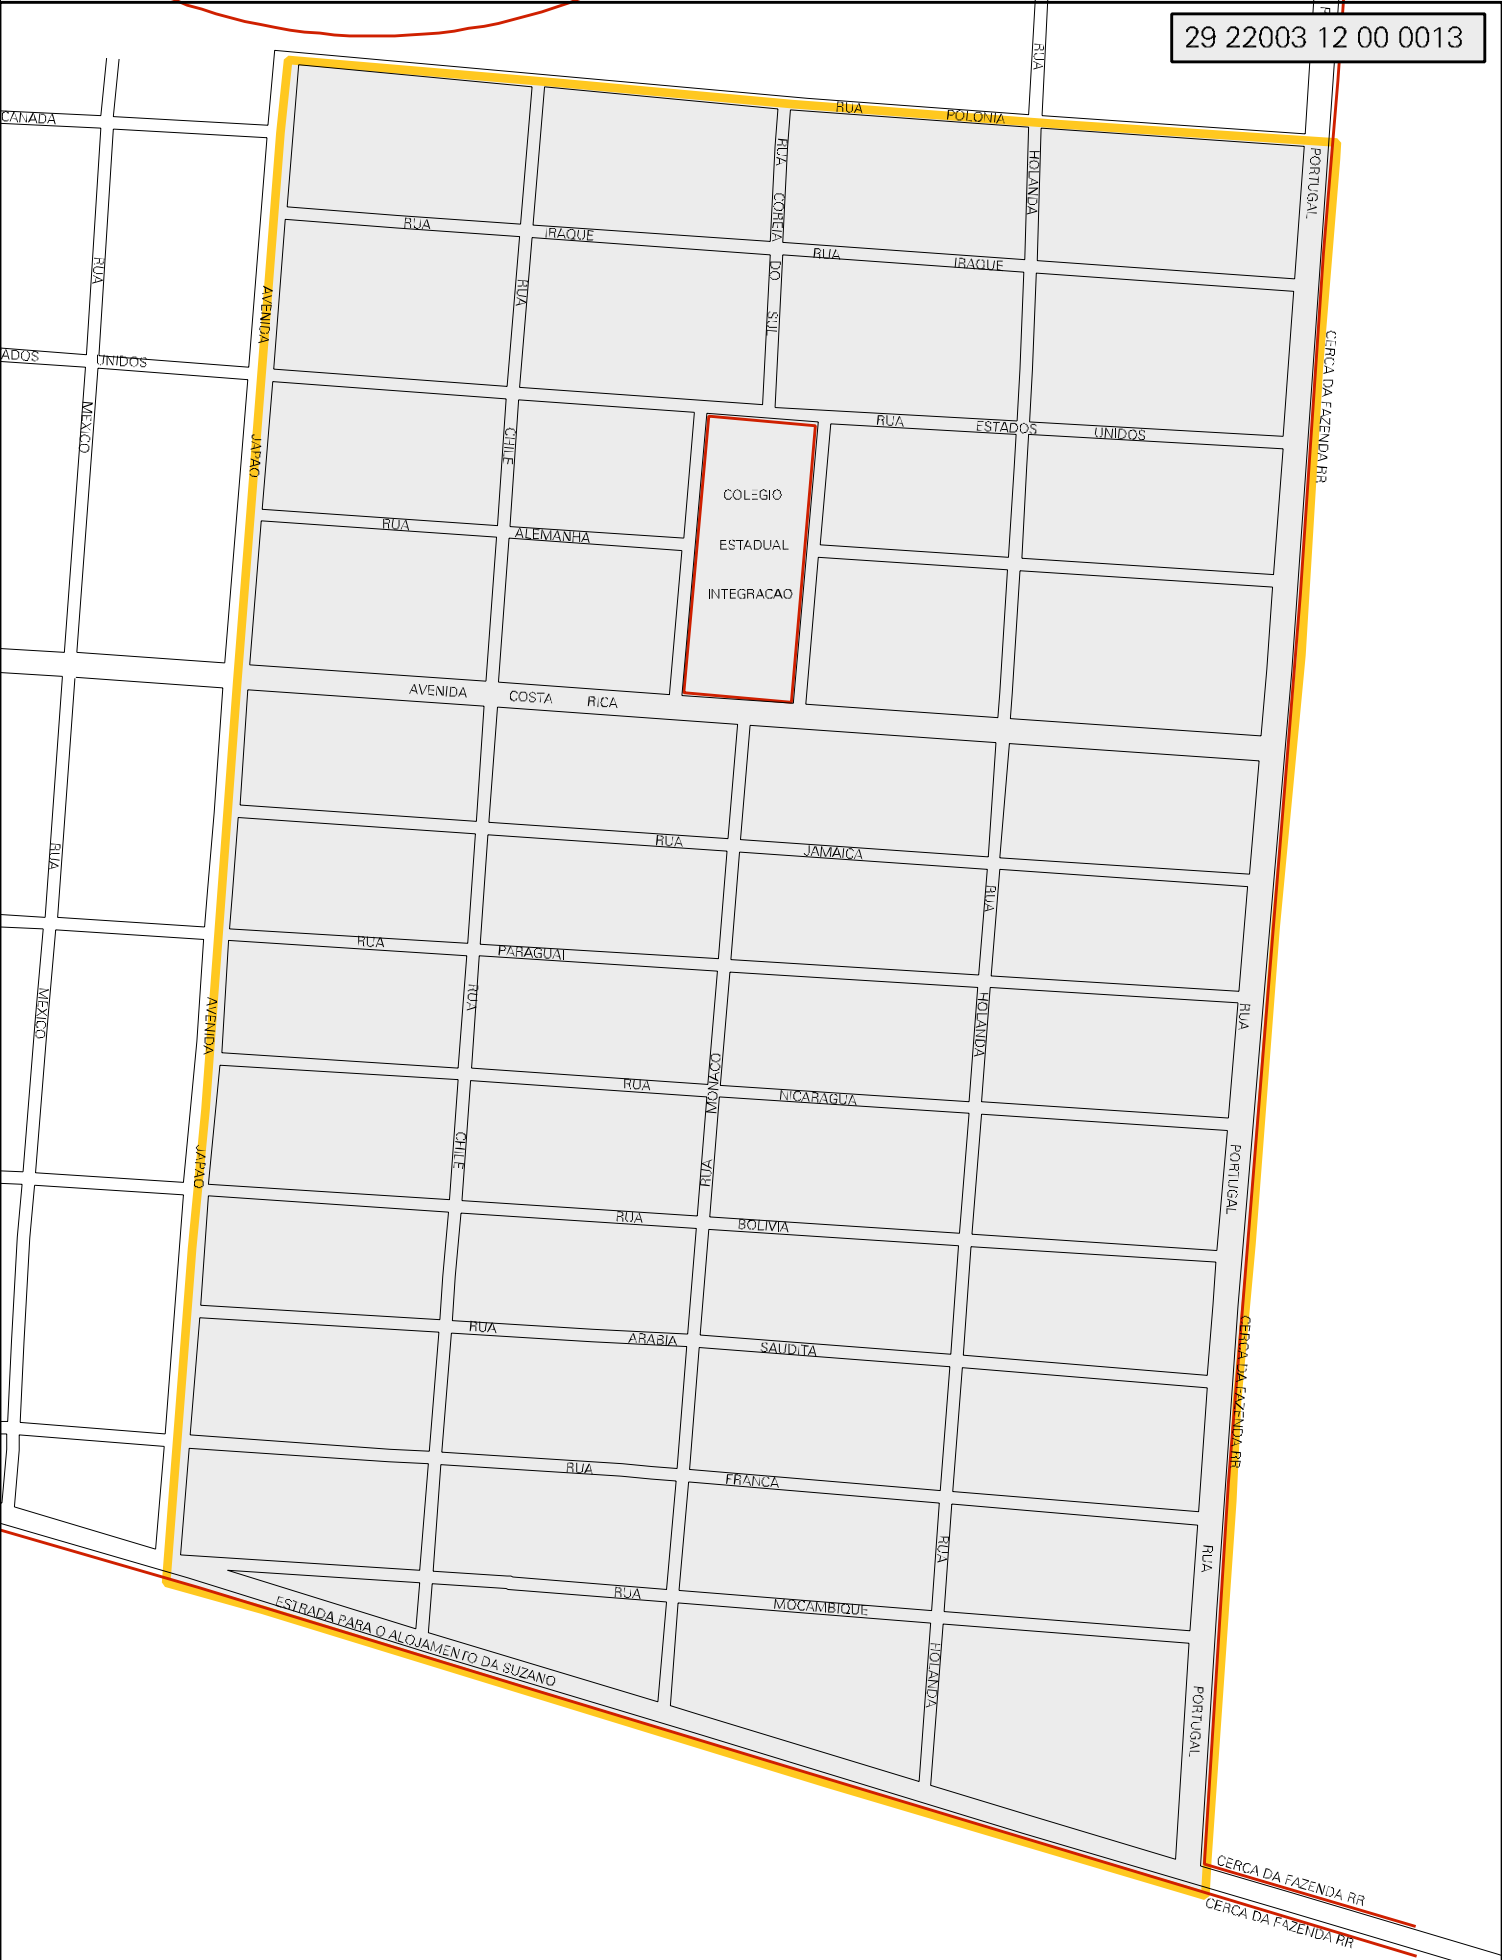 29 22003 12 00 0013
RUA
RUA POLONIA
CANADA
RUA COREIA DO SUL
HOLANDA
PORTUGAL
RUA IRAQUE
RUA IRAQUE
RUA
AVENIDA JAPAO
RUA CHILE
ADOS UNIDOS
MEXICO
CERCA DA FAZENDA RR
RUA ESTADOS UNIDOS
COLEGIO
ESTADUAL
INTEGRACAO
RUA ALEMANHA
AVENIDA COSTA RICA
RUA JAMAICA
RUA
MEXICO
RUA HOLANDA
RUA PARAGUAI
RUA CHILE
AVENIDA JAPAO
RUA PORTUGAL
RUA MONACO
RUA NICARAGUA
RUA BOLIVIA
RUA ARABIA SAUDITA
CERCA DA FAZENDA RR
RUA FRANCA
RUA HOLANDA
RUA PORTUGAL
RUA MOCAMBIQUE
ESTRADA PARA O ALOJAMENTO DA SUZANO
CERCA DA FAZENDA RR
CERCA DA FAZENDA RR